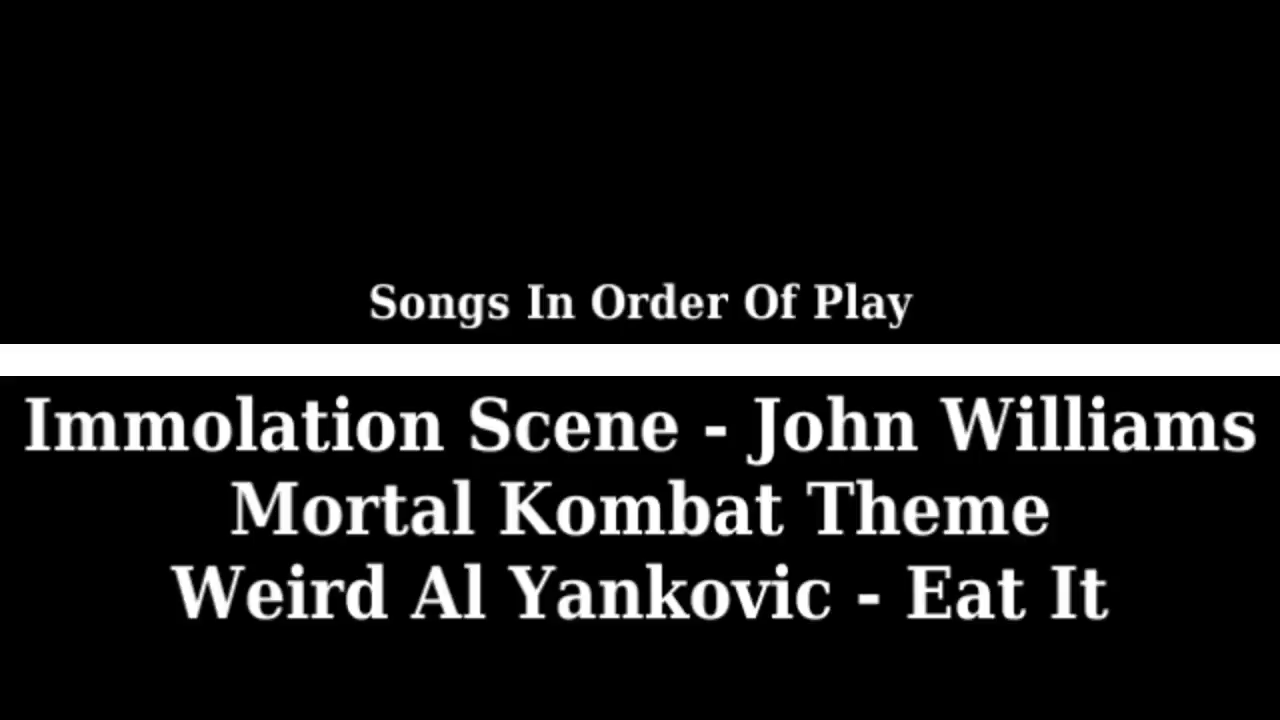 Songs In Order Of Play
Immolation Scene - John Williams
Mortal Kombat Theme
Weird Al Yankovic - Eat It